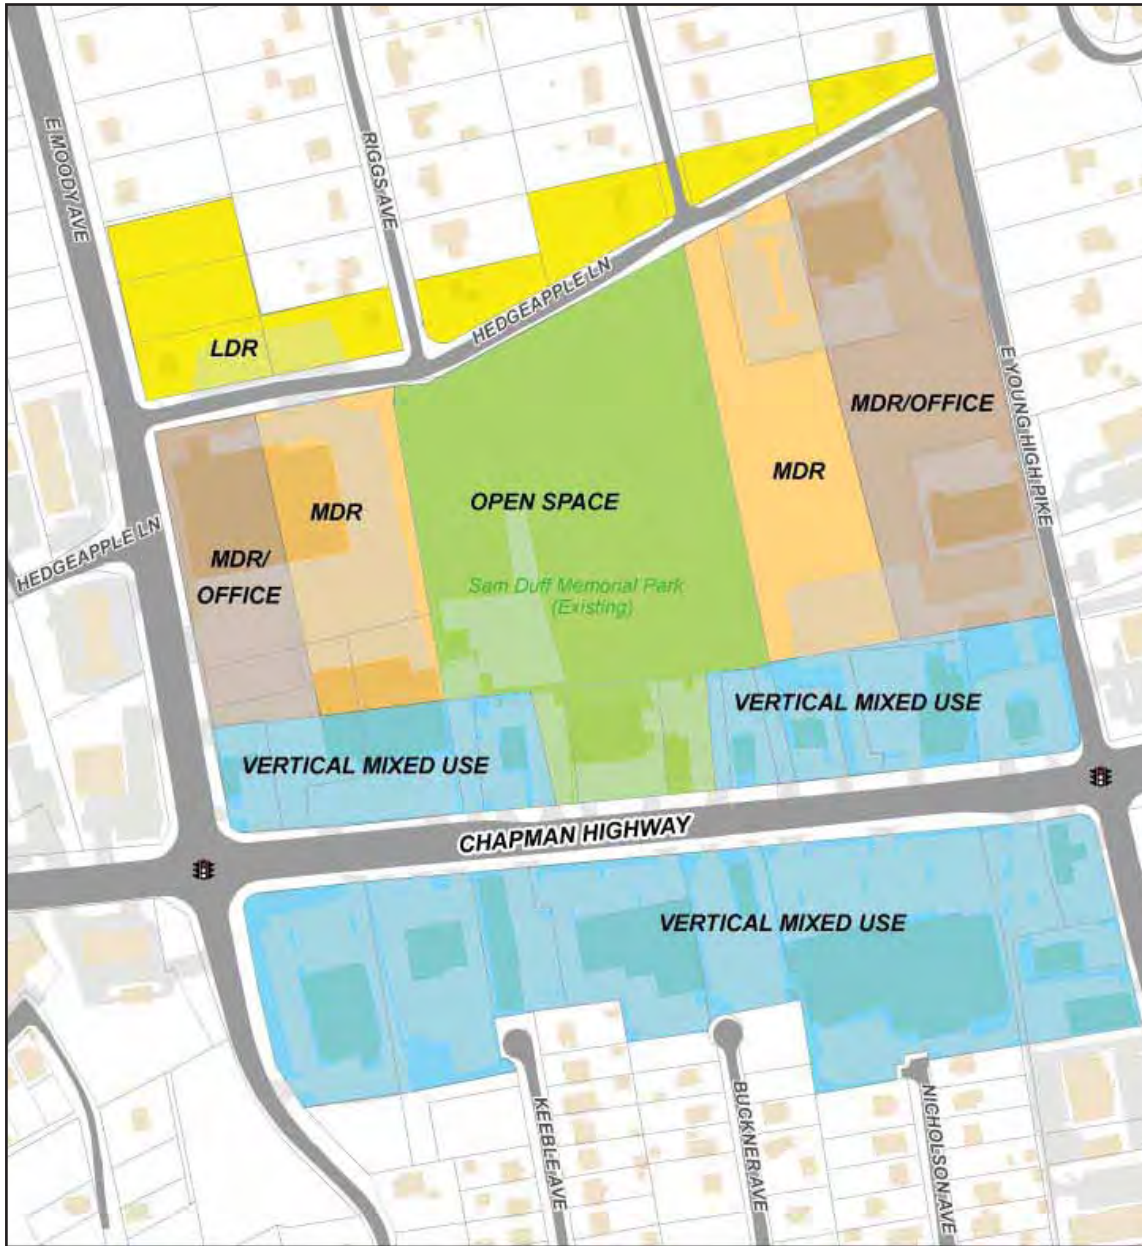 E MOODY AVE
RIGGS AVE
HEDGEAPPLE LN
LDR
MDR/OFFICE
E YOUNG HIGH PIKE
MDR
OPEN SPACE
MDR
HEDGEAPPLE LN
MDR/
OFFICE
Sam Duff Memorial Park
(Existing)
VERTICAL MIXED USE
VERTICAL MIXED USE
CHAPMAN HIGHWAY
VERTICAL MIXED USE
KEEBLE AVE
BUCKNER AVE
NICHOLSON AVE